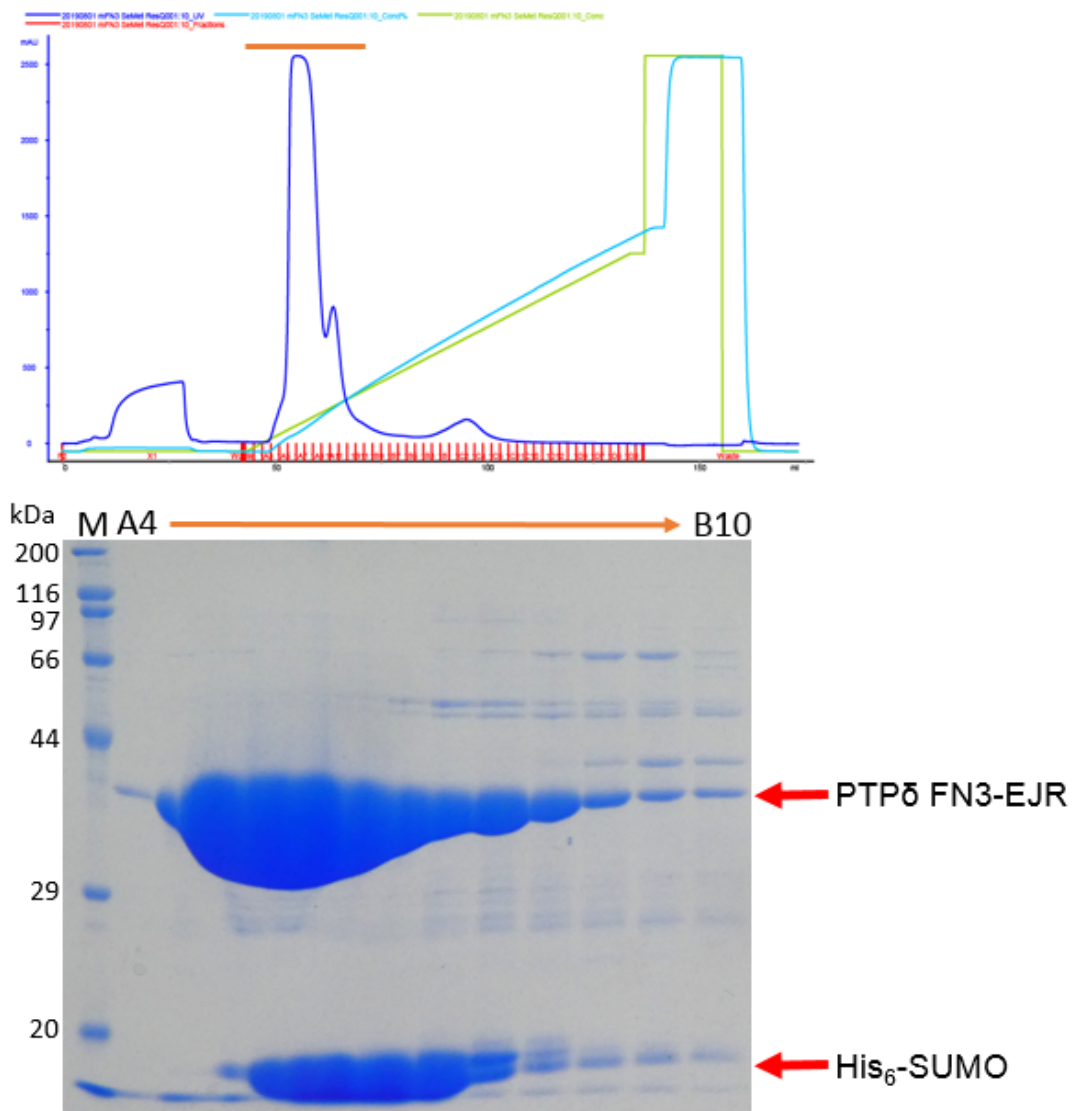 20190801 mFN3 SeMet ResQ001:10_UV 20190801 mFN3 SeMet ResQ001:10_Cond% 20190801 mFN3 SeMet ResQ001:10_Conc
20190801 mFN3 SeMet ResQ001:10_Fractions
mAU
2500
2000
1500
1000
500
0
X1 Waste
0 50 100 150 ml
kDa M A4 B10
200
116
97
66
44
PTPδ FN3-EJR
29
20
His₆-SUMO